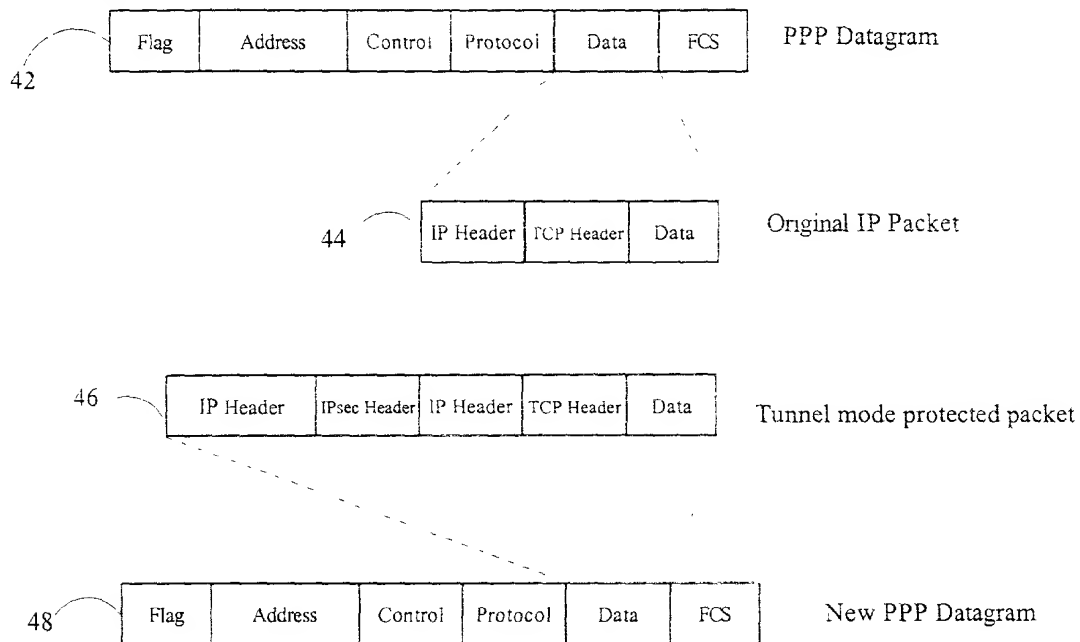 42 Flag Address Control Protocol Data FCS PPP Datagram
44 IP Header TCP Header Data Original IP Packet
46 IP Header IPsec Header IP Header TCP Header Data Tunnel mode protected packet
48 Flag Address Control Protocol Data FCS New PPP Datagram